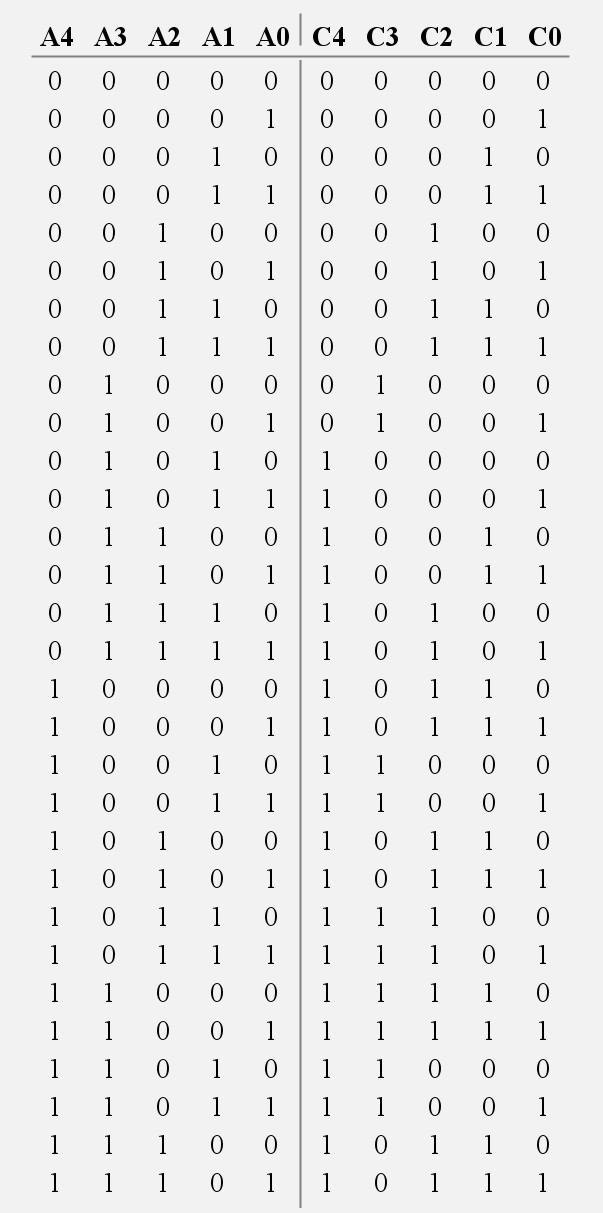 A4 A3 A2 A1 A0 C4 C3 C2 C1 C0
0 0 0 0 0 0 0 0 0 0
0 0 0 0 1 0 0 0 0 1
0 0 0 1 0 0 0 0 1 0
0 0 0 1 1 0 0 0 1 1
0 0 1 0 0 0 0 1 0 0
0 0 1 0 1 0 0 1 0 1
0 0 1 1 0 0 0 1 1 0
0 0 1 1 1 0 0 1 1 1
0 1 0 0 0 0 1 0 0 0
0 1 0 0 1 0 1 0 0 1
0 1 0 1 0 1 0 0 0 0
0 1 0 1 1 1 0 0 0 1
0 1 1 0 0 1 0 0 1 0
0 1 1 0 1 1 0 0 1 1
0 1 1 1 0 1 0 1 0 0
0 1 1 1 1 1 0 1 0 1
1 0 0 0 0 1 0 1 1 0
1 0 0 0 1 1 0 1 1 1
1 0 0 1 0 1 1 0 0 0
1 0 0 1 1 1 1 0 0 1
1 0 1 0 0 1 0 1 1 0
1 0 1 0 1 1 0 1 1 1
1 0 1 1 0 1 1 1 0 0
1 0 1 1 1 1 1 1 0 1
1 1 0 0 0 1 1 1 1 0
1 1 0 0 1 1 1 1 1 1
1 1 0 1 0 1 1 0 0 0
1 1 0 1 1 1 1 0 0 1
1 1 1 0 0 1 0 1 1 0
1 1 1 0 1 1 0 1 1 1